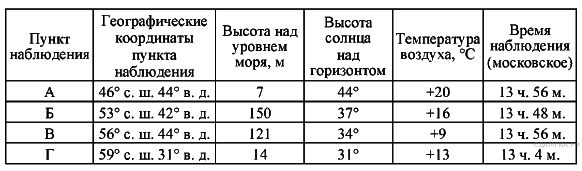 Пункт наблюдения | Географические координаты пункта наблюдения | Высота над уровнем моря, м | Высота солнца над горизонтом | Температура воздуха, °С | Время наблюдения (московское)
А | 46° с. ш. 44° в. д. | 7 | 44° | +20 | 13 ч. 56 м.
Б | 53° с. ш. 42° в. д. | 150 | 37° | +16 | 13 ч. 48 м.
В | 56° с. ш. 44° в. д. | 121 | 34° | +9 | 13 ч. 56 м.
Г | 59° с. ш. 31° в. д. | 14 | 31° | +13 | 13 ч. 4 м.